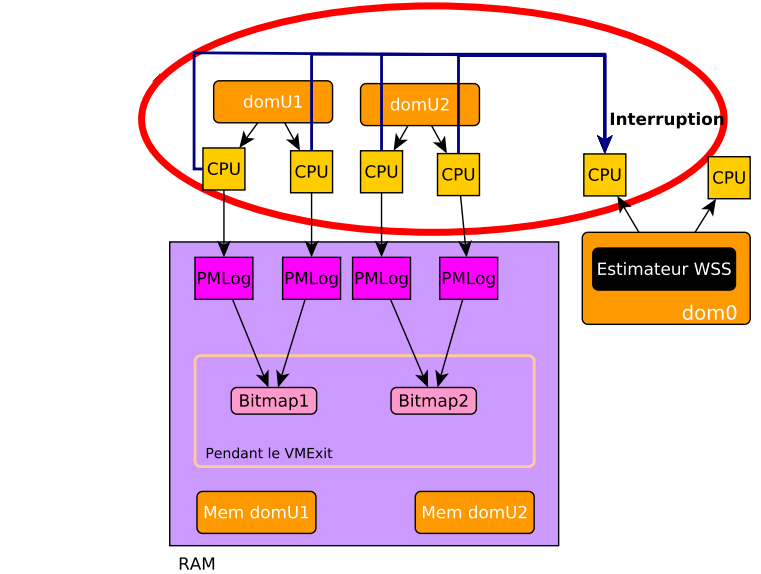 domU1
domU2
Interruption
CPU
CPU
CPU
CPU
CPU
CPU
PMLog
PMLog
PMLog
PMLog
Estimateur WSS
dom0
Bitmap1
Bitmap2
Pendant le VMExit
Mem domU1
Mem domU2
RAM